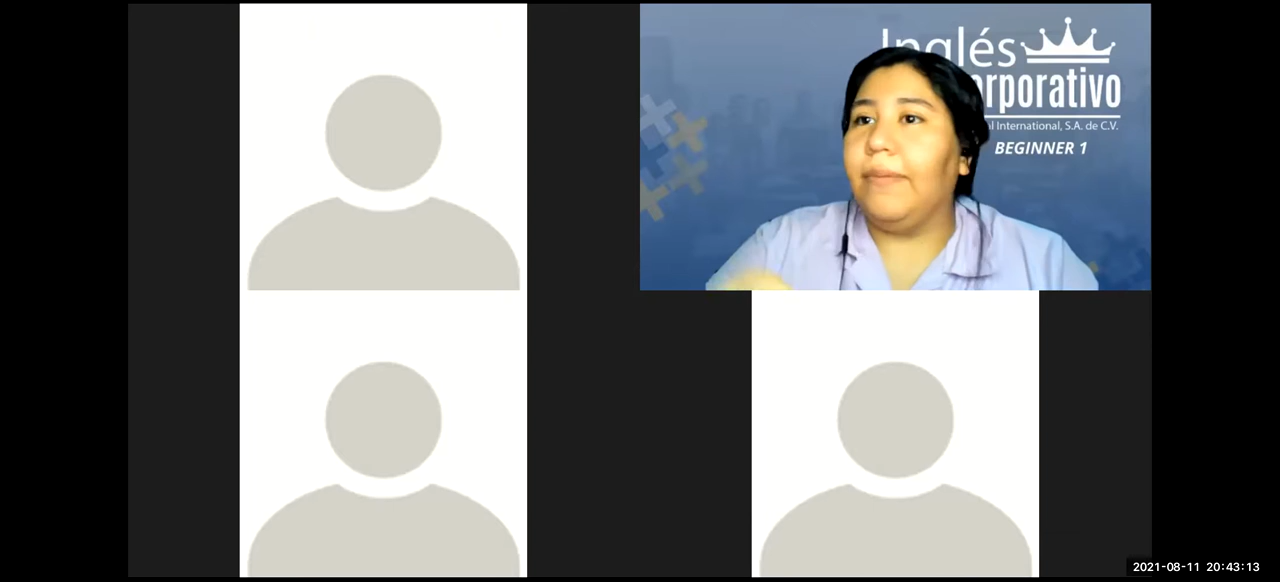 Inglés
rporativo
l International, S.A. de C.V.
BEGINNER 1
2021-08-11 20:43:13